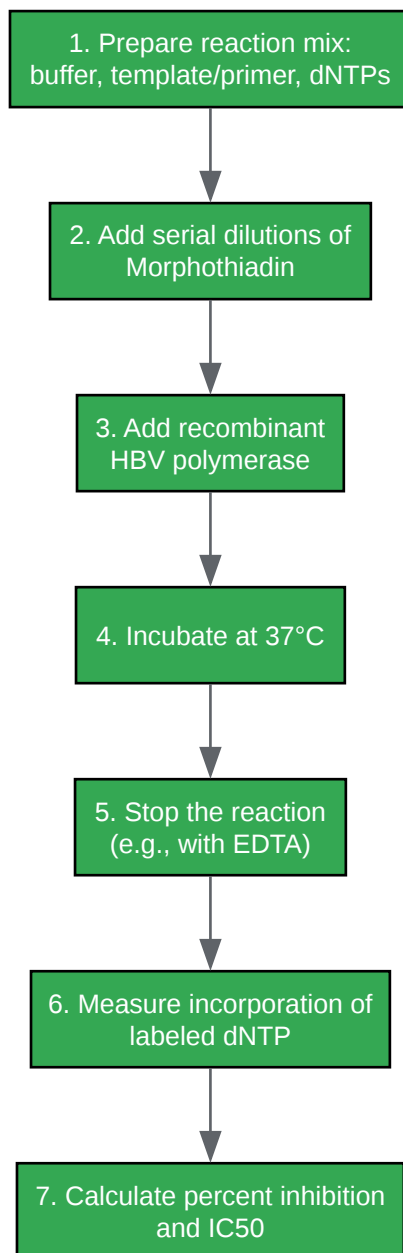 1. Prepare reaction mix:
buffer, template/primer, dNTPs
2. Add serial dilutions of
Morphothiadin
3. Add recombinant
HBV polymerase
4. Incubate at 37°C
5. Stop the reaction
(e.g., with EDTA)
6. Measure incorporation of
labeled dNTP
7. Calculate percent inhibition
and IC50